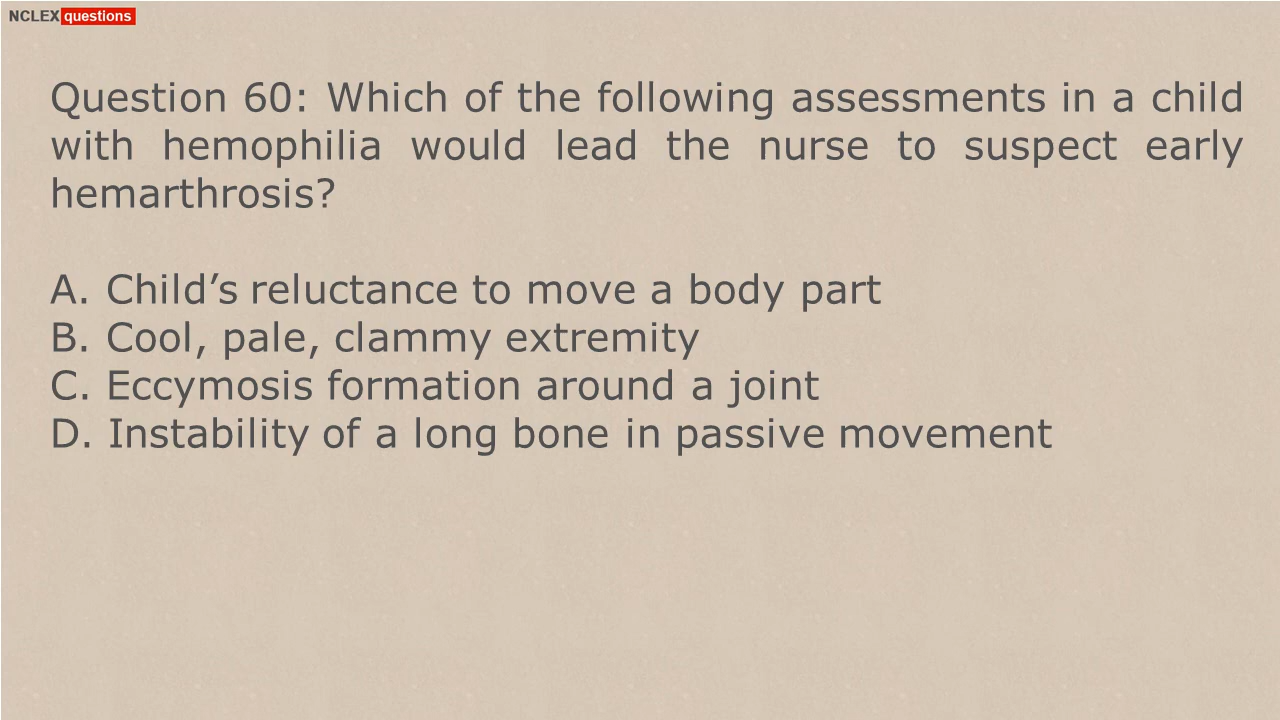 NCLEX questions
Question 60: Which of the following assessments in a child
with hemophilia would lead the nurse to suspect early
hemarthrosis?
A. Child’s reluctance to move a body part
B. Cool, pale, clammy extremity
C. Eccymosis formation around a joint
D. Instability of a long bone in passive movement